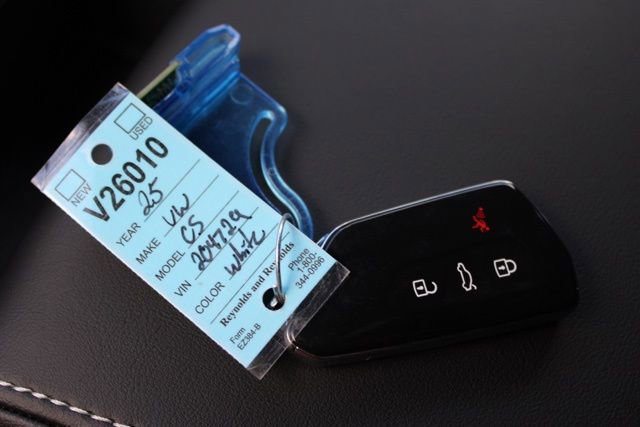 NEW USED
V26010
YEAR 25
MAKE VW
MODEL CS
VIN 204729
COLOR White
Reynolds and Reynolds
Form
EZ384-B
Phone
1-800-
344-0996